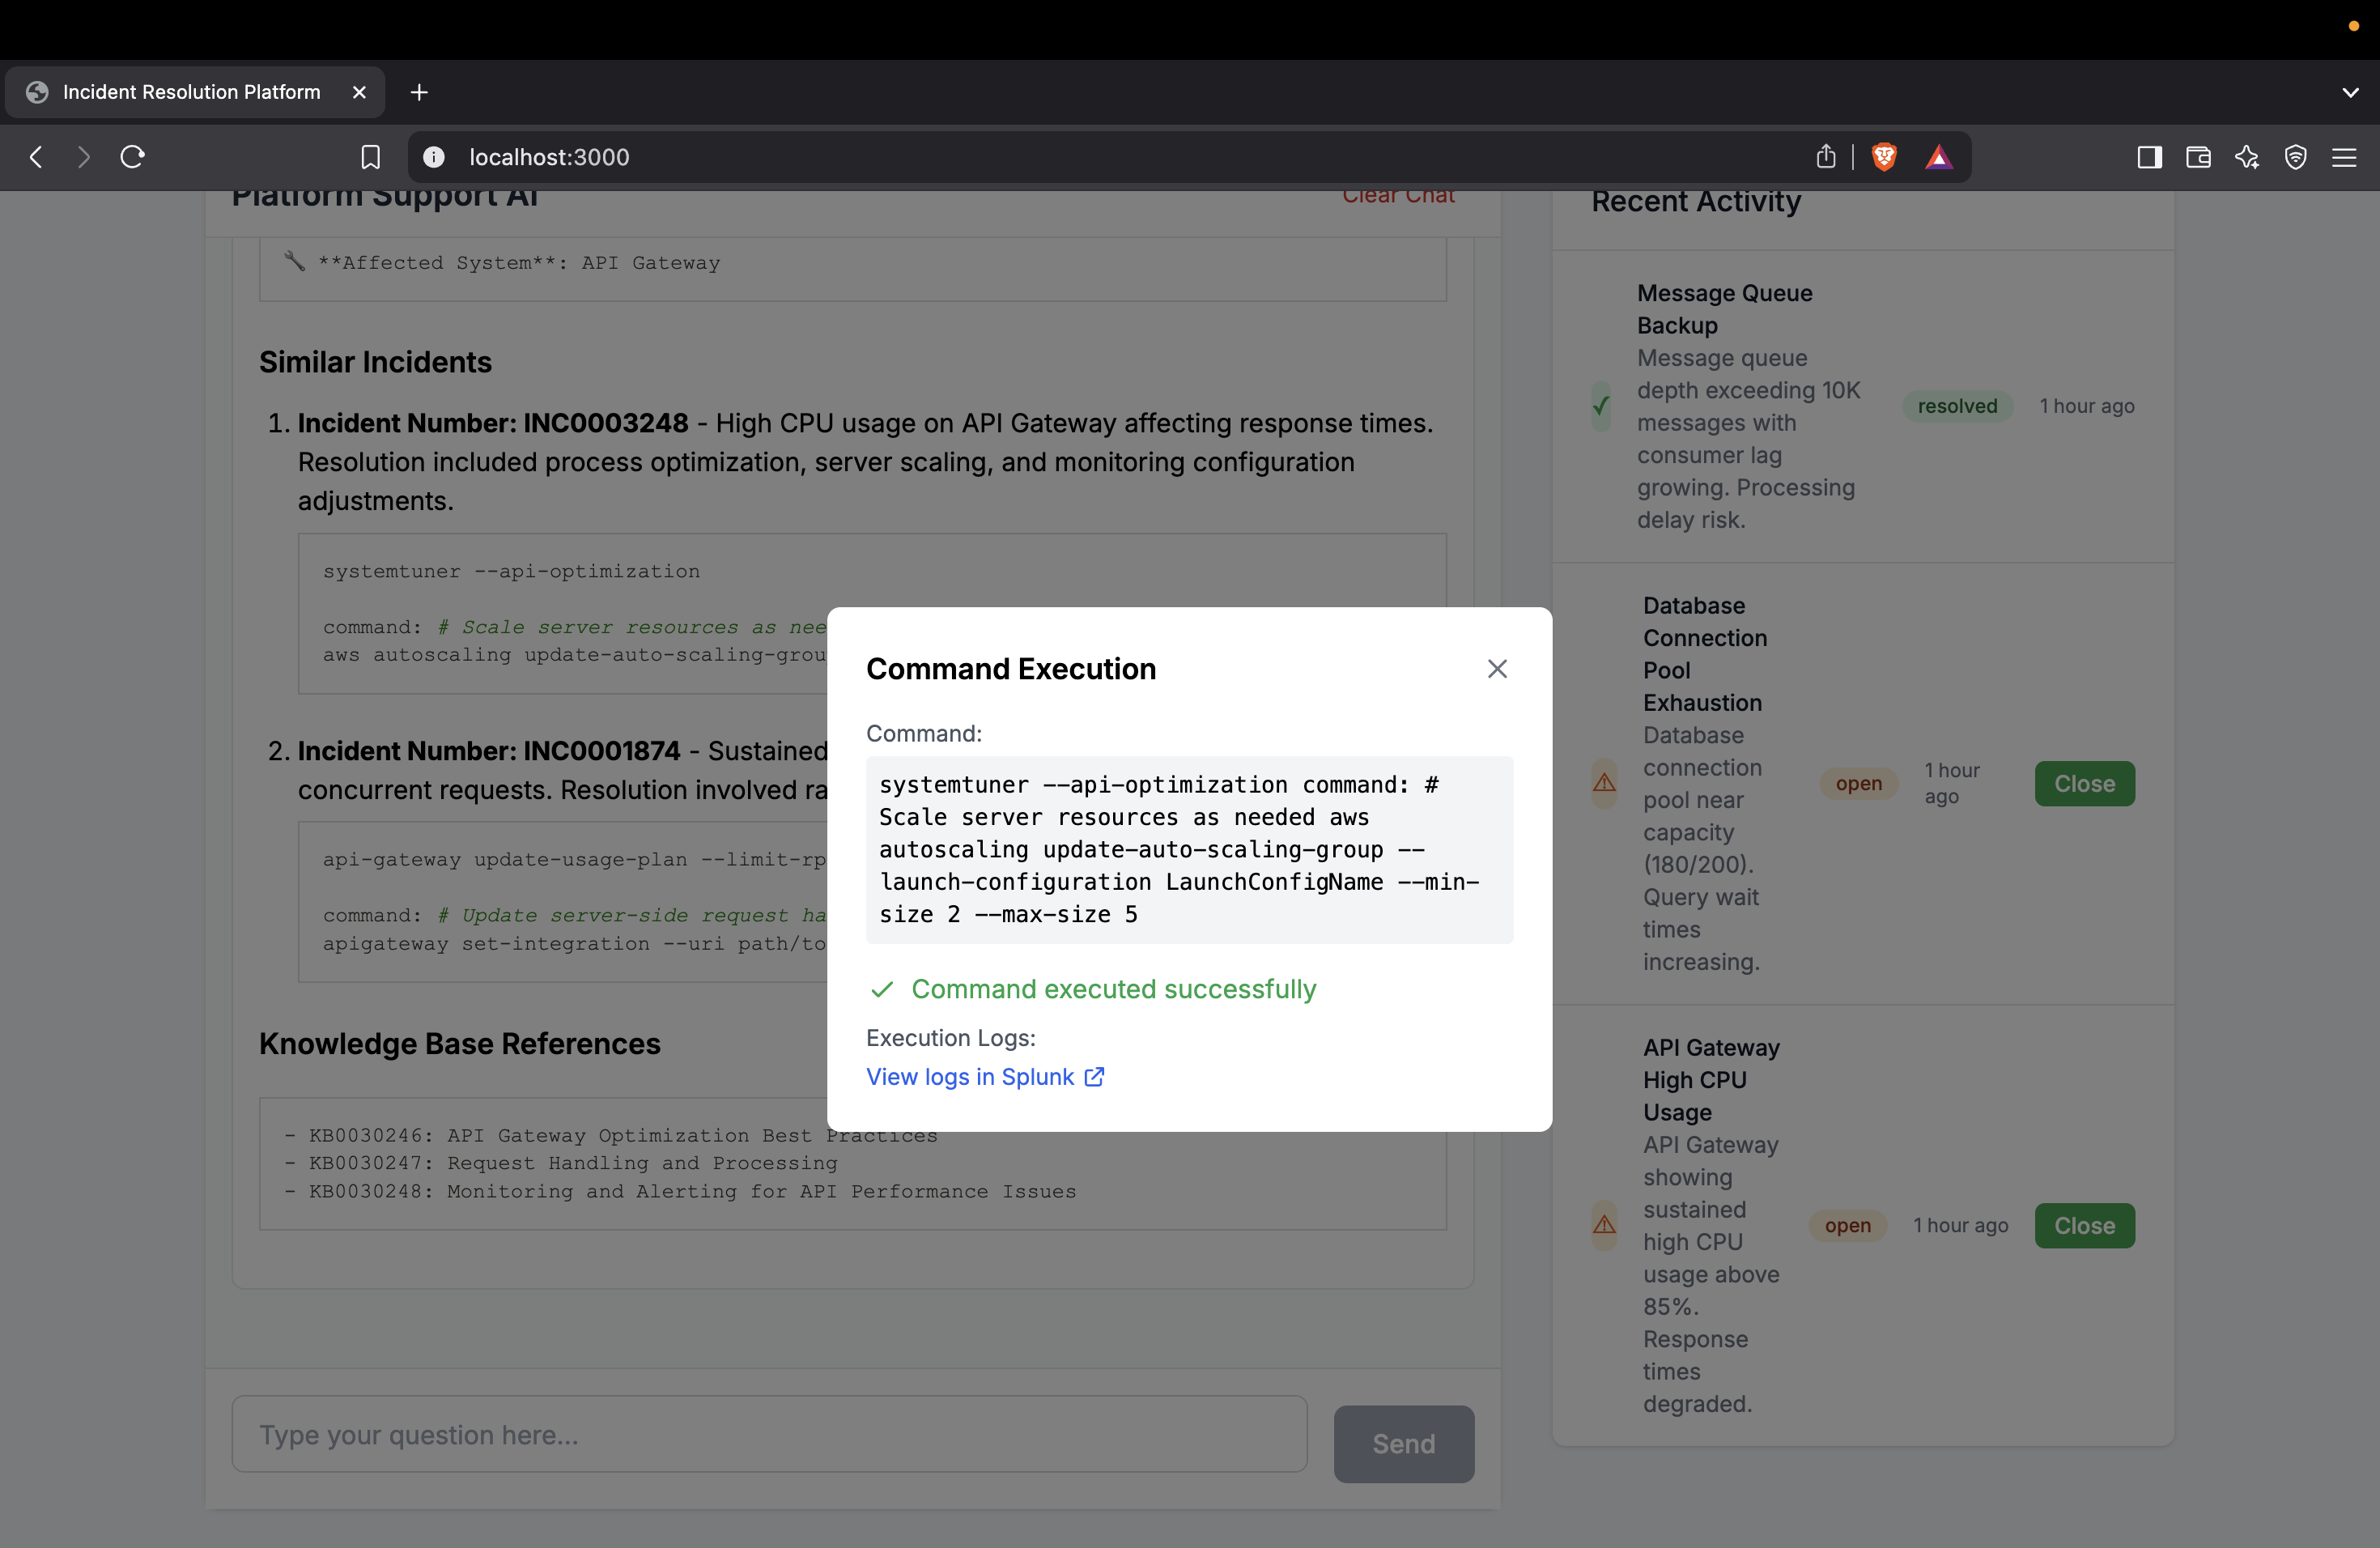 Incident Resolution Platform
localhost:3000
Platform Support AI
Clear Chat
🔧 **Affected System**: API Gateway
Similar Incidents
1. Incident Number: INC0003248 - High CPU usage on API Gateway affecting response times.
Resolution included process optimization, server scaling, and monitoring configuration
adjustments.
systemtuner --api-optimization
command: # Scale server resources as nee
aws autoscaling update-auto-scaling-grou
2. Incident Number: INC0001874 - Sustained
concurrent requests. Resolution involved ra
api-gateway update-usage-plan --limit-rp
command: # Update server-side request ha
apigateway set-integration --uri path/to
Knowledge Base References
- KB0030246: API Gateway Optimization Best Practices
- KB0030247: Request Handling and Processing
- KB0030248: Monitoring and Alerting for API Performance Issues
Type your question here...
Send
Command Execution
Command:
systemtuner --api-optimization command: #
Scale server resources as needed aws
autoscaling update-auto-scaling-group --
launch-configuration LaunchConfigName --min-
size 2 --max-size 5
Command executed successfully
Execution Logs:
View logs in Splunk
Recent Activity
Message Queue
Backup
Message queue
depth exceeding 10K
messages with
consumer lag
growing. Processing
delay risk.
resolved
1 hour ago
Database
Connection
Pool
Exhaustion
Database
connection
pool near
capacity
(180/200).
Query wait
times
increasing.
open
1 hour
ago
Close
API Gateway
High CPU
Usage
API Gateway
showing
sustained
high CPU
usage above
85%.
Response
times
degraded.
open
1 hour ago
Close